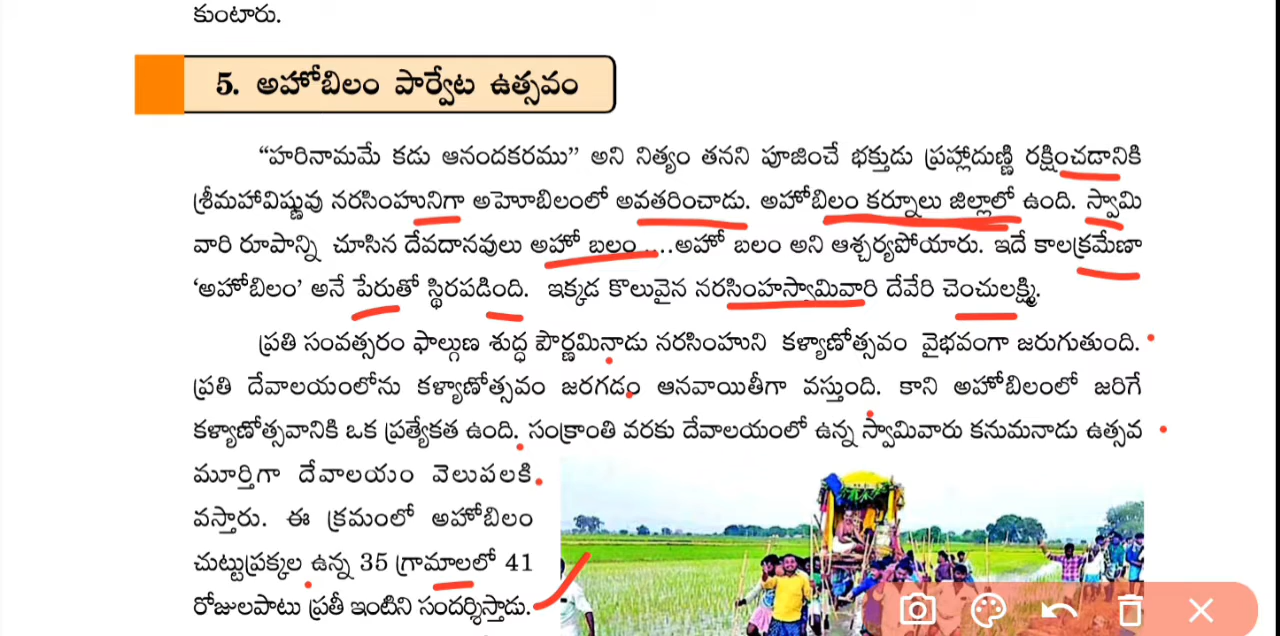 కుంటారు.
5. అహోబిలం పార్వేట ఉత్సవం
“హరినామమే కడు ఆనందకరము” అని నిత్యం తనని పూజించే భక్తుడు ప్రహ్లాదుణ్ణి రక్షించడానికి
శ్రీమహావిష్ణువు నరసింహునిగా అహెూబిలంలో అవతరించాడు. అహోబిలం కర్నూలు జిల్లాలో ఉంది. స్వామి
వారి రూపాన్ని చూసిన దేవదానవులు అహో బలం ....అహో బలం అని ఆశ్చర్యపోయారు. ఇదే కాలక్రమేణా
‘అహోబిలం’ అనే పేరుతో స్థిరపడింది. ఇక్కడ కొలువైన నరసింహస్వామివారి దేవేరి చెంచులక్ష్మి.
ప్రతి సంవత్సరం ఫాల్గుణ శుద్ధ పౌర్ణమినాడు నరసింహుని కళ్యాణోత్సవం వైభవంగా జరుగుతుంది.
ప్రతి దేవాలయంలోను కళ్యాణోత్సవం జరగడం ఆనవాయితీగా వస్తుంది. కాని అహోబిలంలో జరిగే
కళ్యాణోత్సవానికి ఒక ప్రత్యేకత ఉంది. సంక్రాంతి వరకు దేవాలయంలో ఉన్న స్వామివారు కనుమనాడు ఉత్సవ
మూర్తిగా దేవాలయం వెలుపలకి
వస్తారు. ఈ క్రమంలో అహోబిలం
చుట్టుప్రక్కల ఉన్న 35 గ్రామాలలో 41
రోజులపాటు ప్రతీ ఇంటిని సందర్శిస్తాడు.